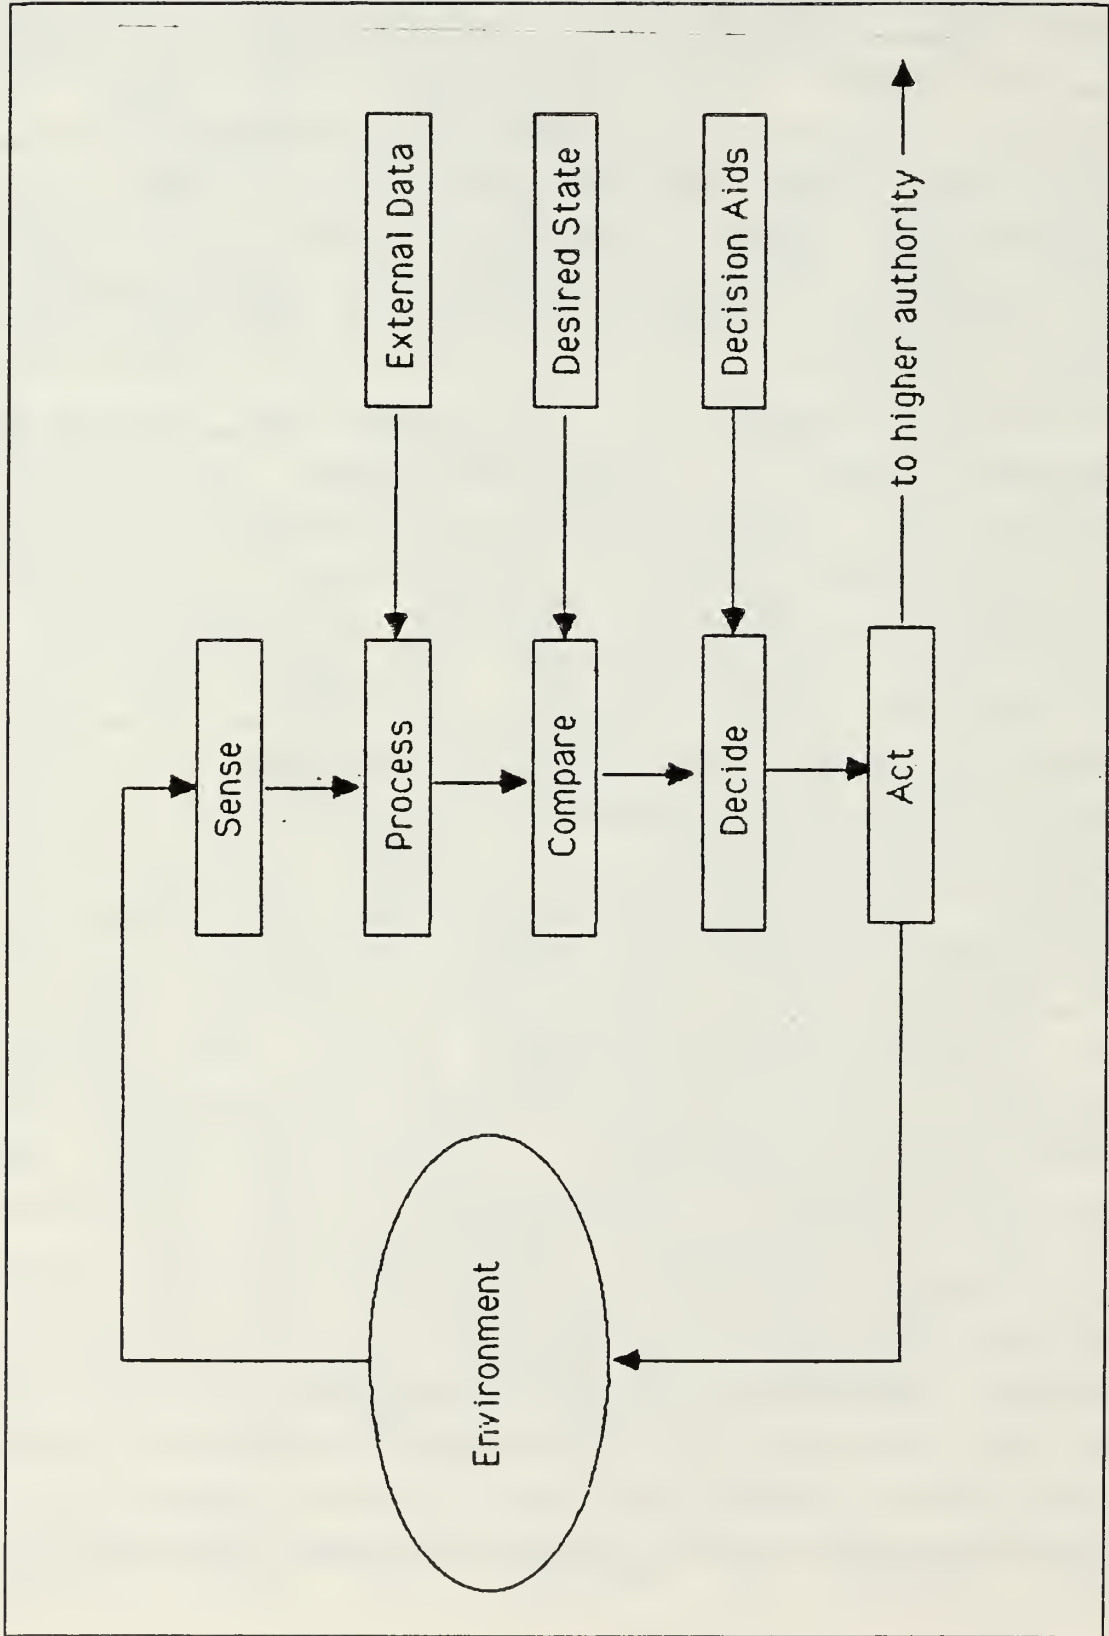 Sense
Process
External Data
Compare
Desired State
Decide
Decision Aids
Act
to higher authority
Environment